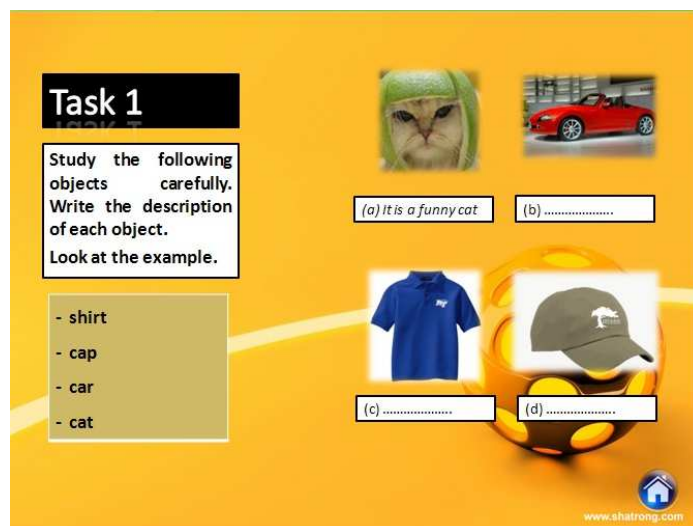 Task 1
Study the following
objects carefully.
Write the description
of each object.
Look at the example.
- shirt
- cap
- car
- cat
(a) It is a funny cat
(b) ....................
(c) ....................
(d) ....................
www.shatrong.com